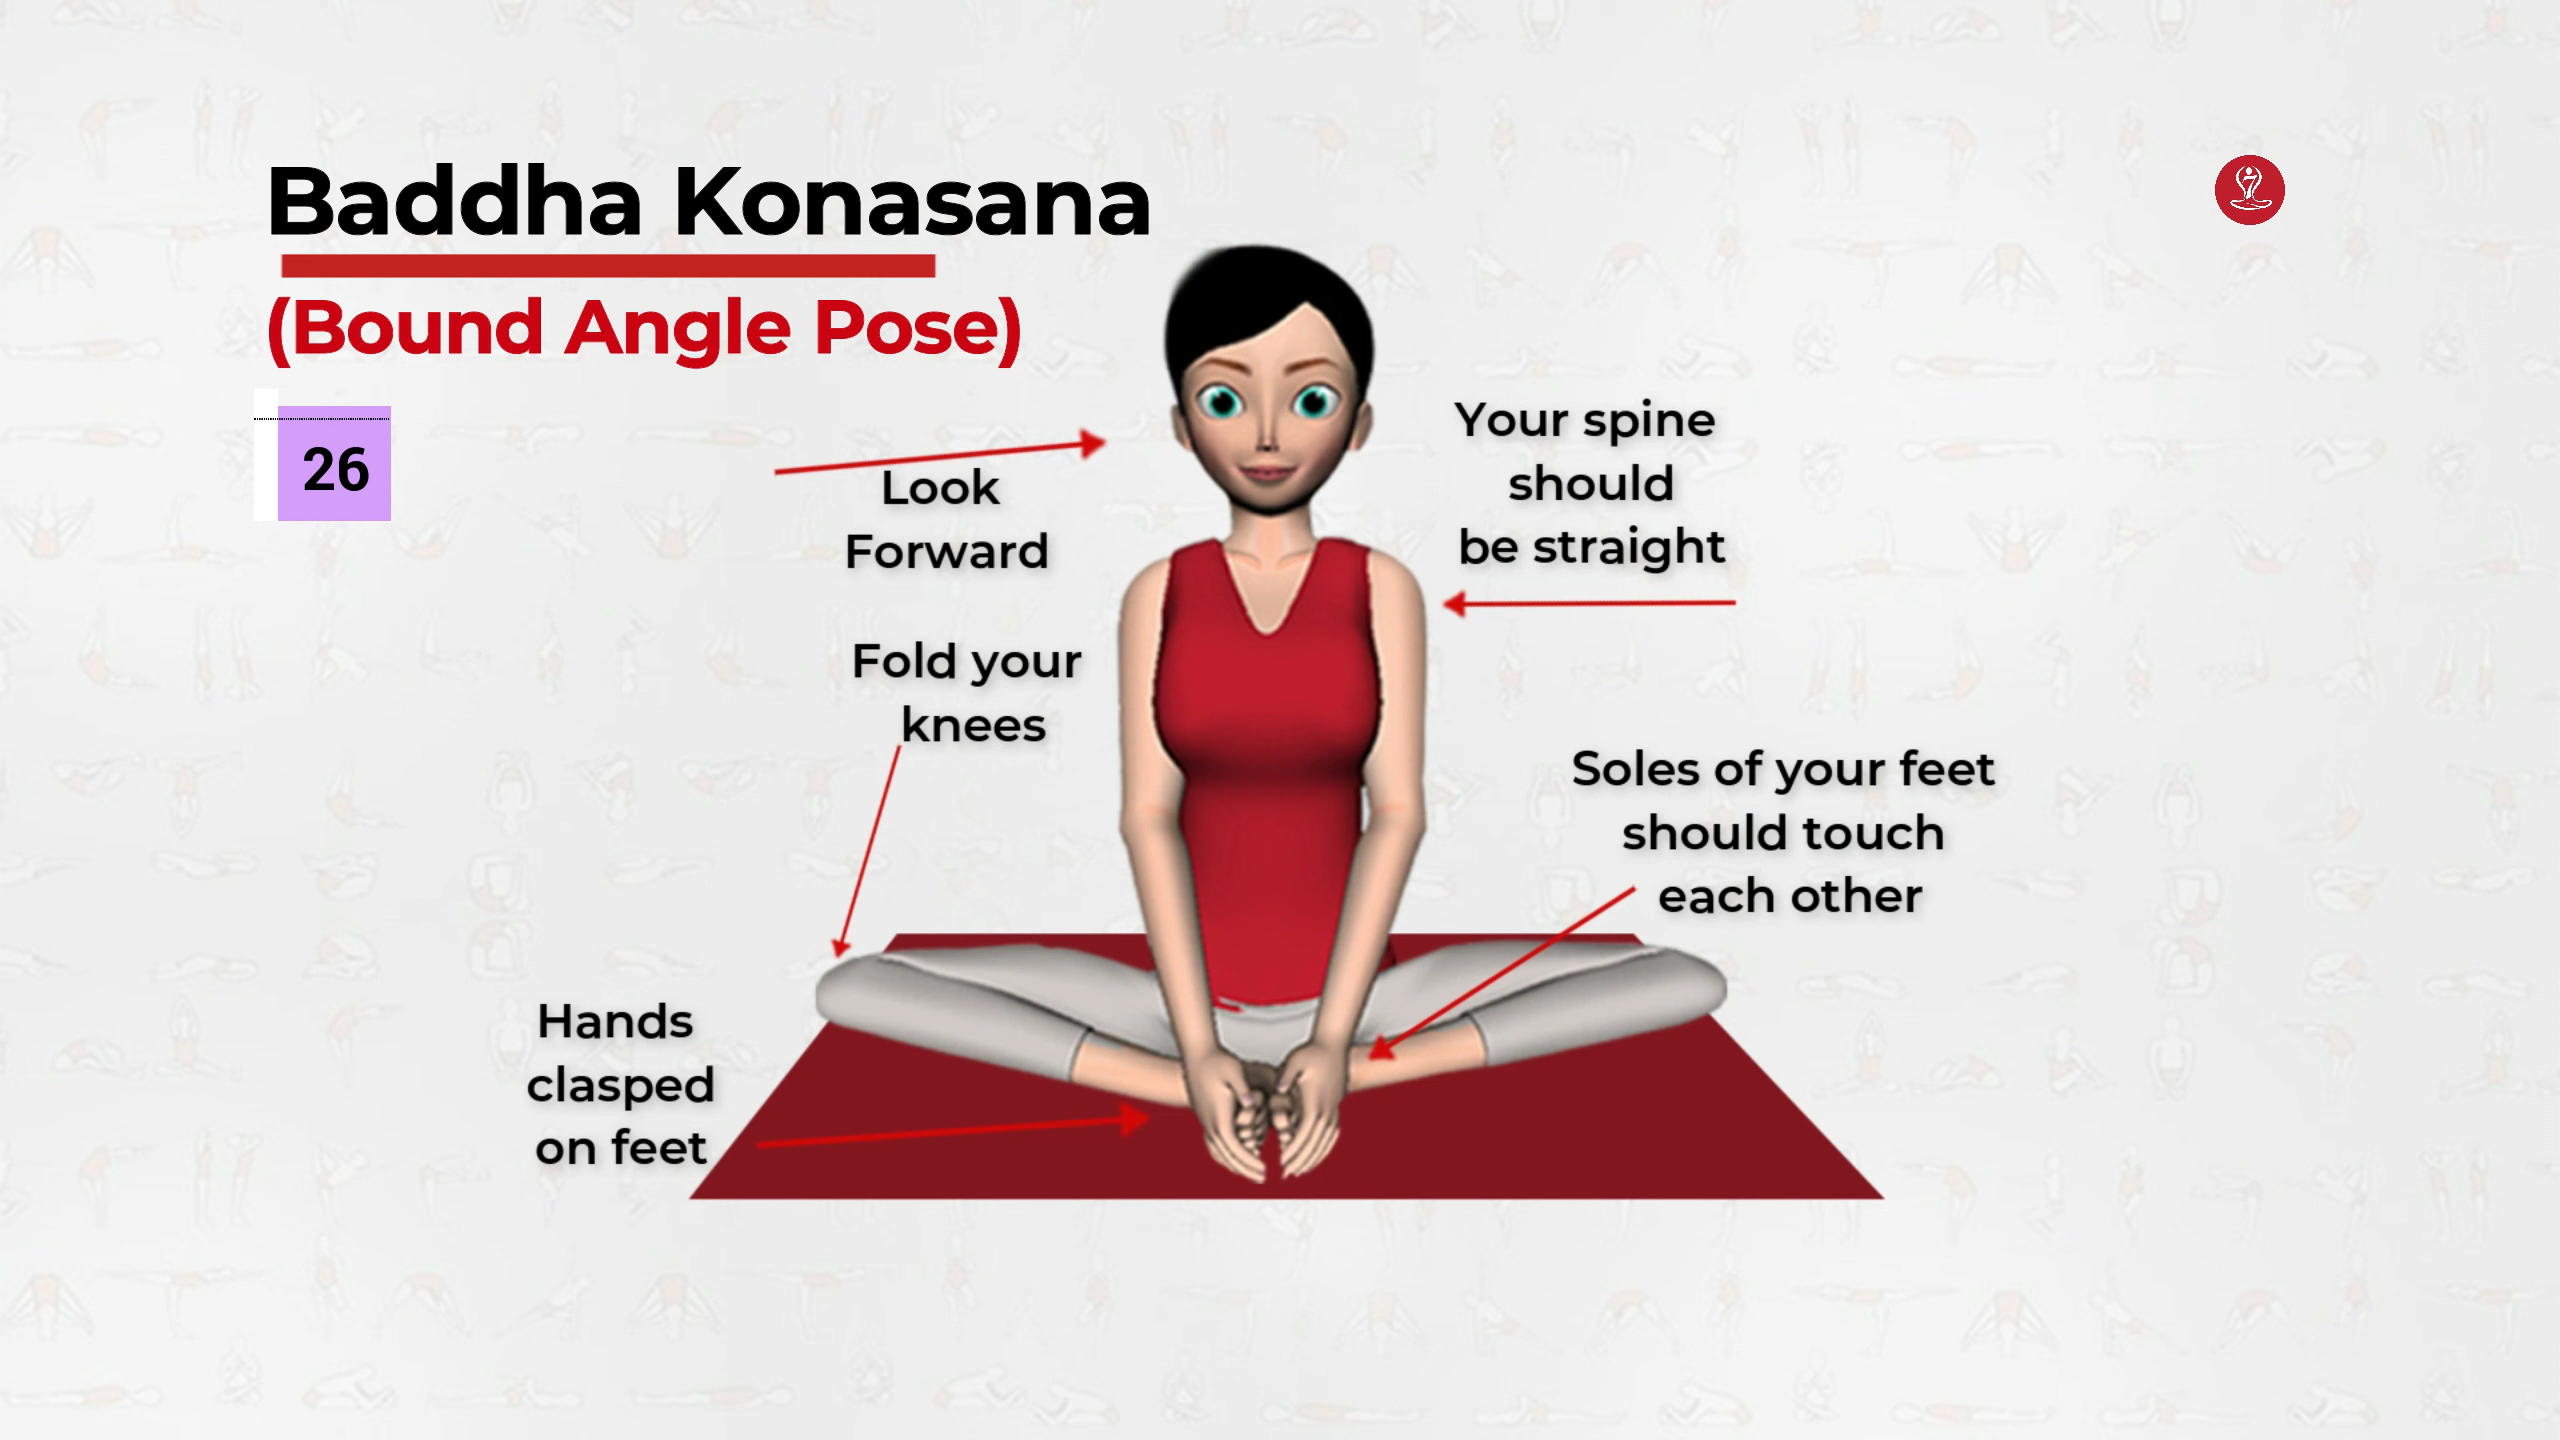 Baddha Konasana
(Bound Angle Pose)
26
Look
Forward
Your spine
should
be straight
Fold your
knees
Soles of your feet
should touch
each other
Hands
clasped
on feet